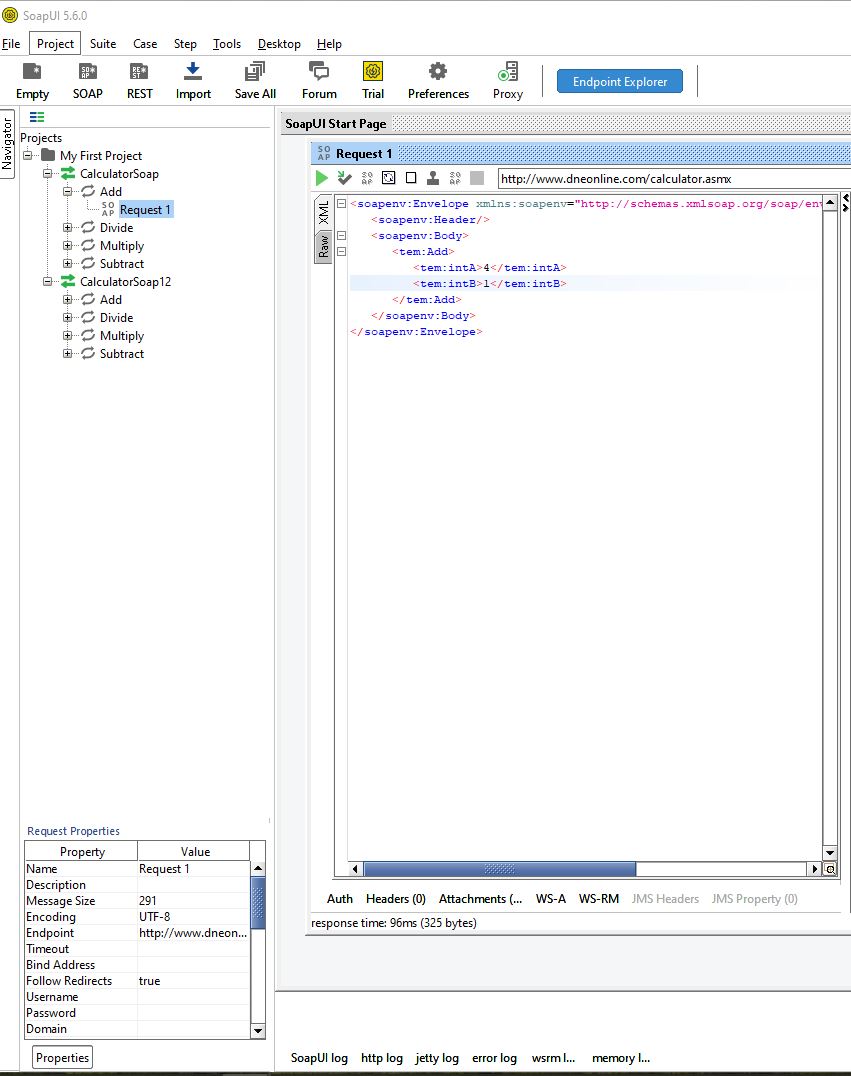 SoapUI 5.6.0
File Project Suite Case Step Tools Desktop Help
Empty SOAP REST Import Save All Forum Trial Preferences Proxy Endpoint Explorer
Navigator
Projects
My First Project
CalculatorSoap
Add
SOAP Request 1
Divide
Multiply
Subtract
CalculatorSoap12
Add
Divide
Multiply
Subtract
Request Properties
Property Value
Name Request 1
Description
Message Size 291
Encoding UTF-8
Endpoint http://www.dneon...
Timeout
Bind Address
Follow Redirects true
Username
Password
Domain
Properties
SoapUI Start Page
SOAP Request 1
http://www.dneonline.com/calculator.asmx
XML
Raw
<soapenv:Envelope xmlns:soapenv="http://schemas.xmlsoap.org/soap/env
<soapenv:Header/>
<soapenv:Body>
<tem:Add>
<tem:intA>4</tem:intA>
<tem:intB>1</tem:intB>
</tem:Add>
</soapenv:Body>
</soapenv:Envelope>
Auth Headers (0) Attachments (... WS-A WS-RM JMS Headers JMS Property (0)
response time: 96ms (325 bytes)
SoapUI log http log jetty log error log wsrm l... memory l...